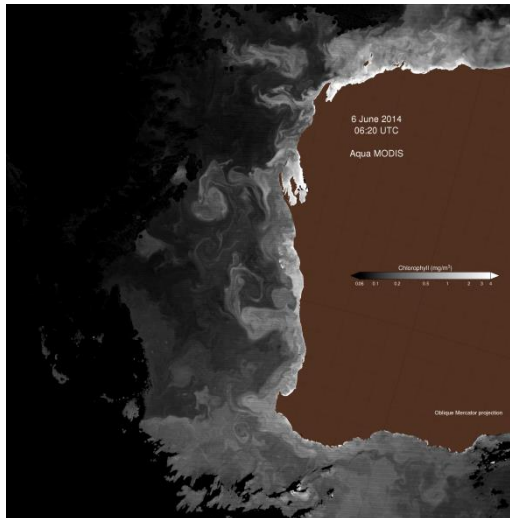 6 June 2014
06:20 UTC
Aqua MODIS
Chlorophyll (mg/m³)
Oblique Mercator projection